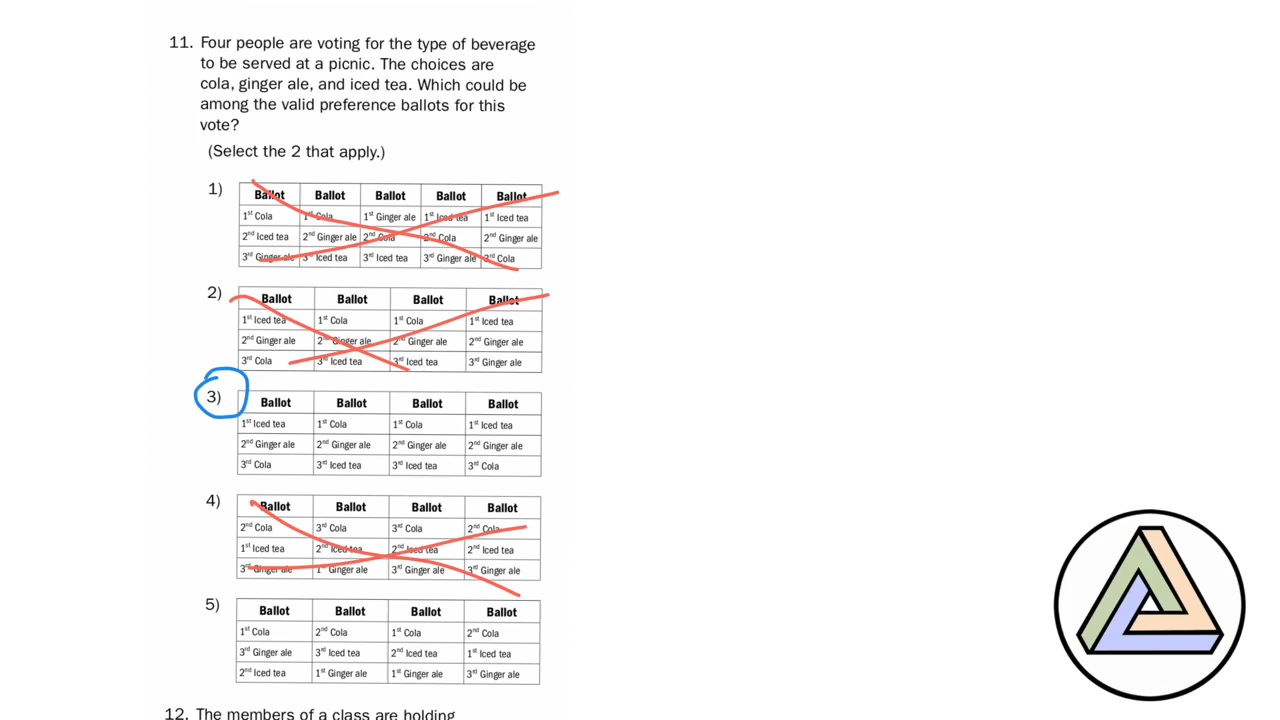 11. Four people are voting for the type of beverage
to be served at a picnic. The choices are
cola, ginger ale, and iced tea. Which could be
among the valid preference ballots for this
vote?
(Select the 2 that apply.)
1)
Ballot Ballot Ballot Ballot Ballot
1st Cola 1st Cola 1st Ginger ale 1st Iced tea 1st Iced tea
2nd Iced tea 2nd Ginger ale 2nd Cola 2nd Cola 2nd Ginger ale
3rd Ginger ale 3rd Iced tea 3rd Iced tea 3rd Ginger ale 3rd Cola
2)
Ballot Ballot Ballot Ballot
1st Iced tea 1st Cola 1st Cola 1st Iced tea
2nd Ginger ale 2nd Ginger ale 2nd Ginger ale 2nd Ginger ale
3rd Cola 3rd Iced tea 3rd Iced tea 3rd Ginger ale
3)
Ballot Ballot Ballot Ballot
1st Iced tea 1st Cola 1st Cola 1st Iced tea
2nd Ginger ale 2nd Ginger ale 2nd Ginger ale 2nd Ginger ale
3rd Cola 3rd Iced tea 3rd Iced tea 3rd Cola
4)
Ballot Ballot Ballot Ballot
2nd Cola 3rd Cola 3rd Cola 2nd Cola
1st Iced tea 2nd Iced tea 2nd Iced tea 2nd Iced tea
3rd Ginger ale 1st Ginger ale 3rd Ginger ale 3rd Ginger ale
5)
Ballot Ballot Ballot Ballot
1st Cola 2nd Cola 1st Cola 2nd Cola
3rd Ginger ale 3rd Iced tea 2nd Iced tea 1st Iced tea
2nd Iced tea 1st Ginger ale 1st Ginger ale 3rd Ginger ale
12. The members of a class are holding